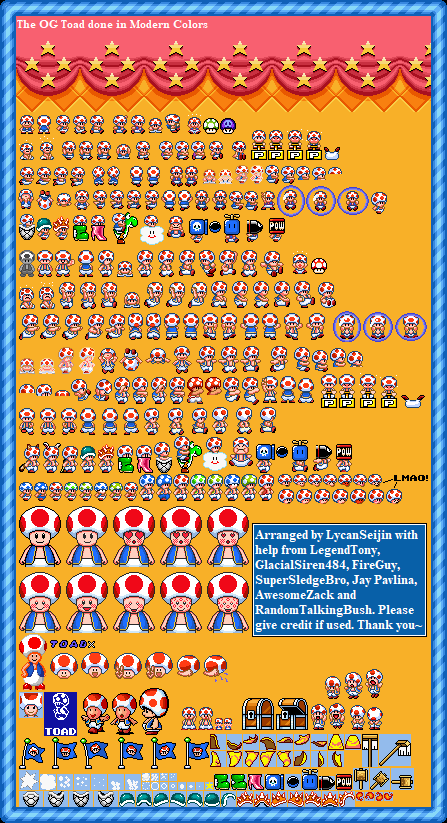 The OG Toad done in Modern Colors
P P P P
POW
P P P P
POW
LMAO!
Arranged by LycanSeijin with
help from LegendTony,
GlacialSiren484, FireGuy,
SuperSledgeBro, Jay Pavlina,
AwesomeZack and
RandomTalkingBush. Please
give credit if used. Thank you~
TOADX
TOAD
POW